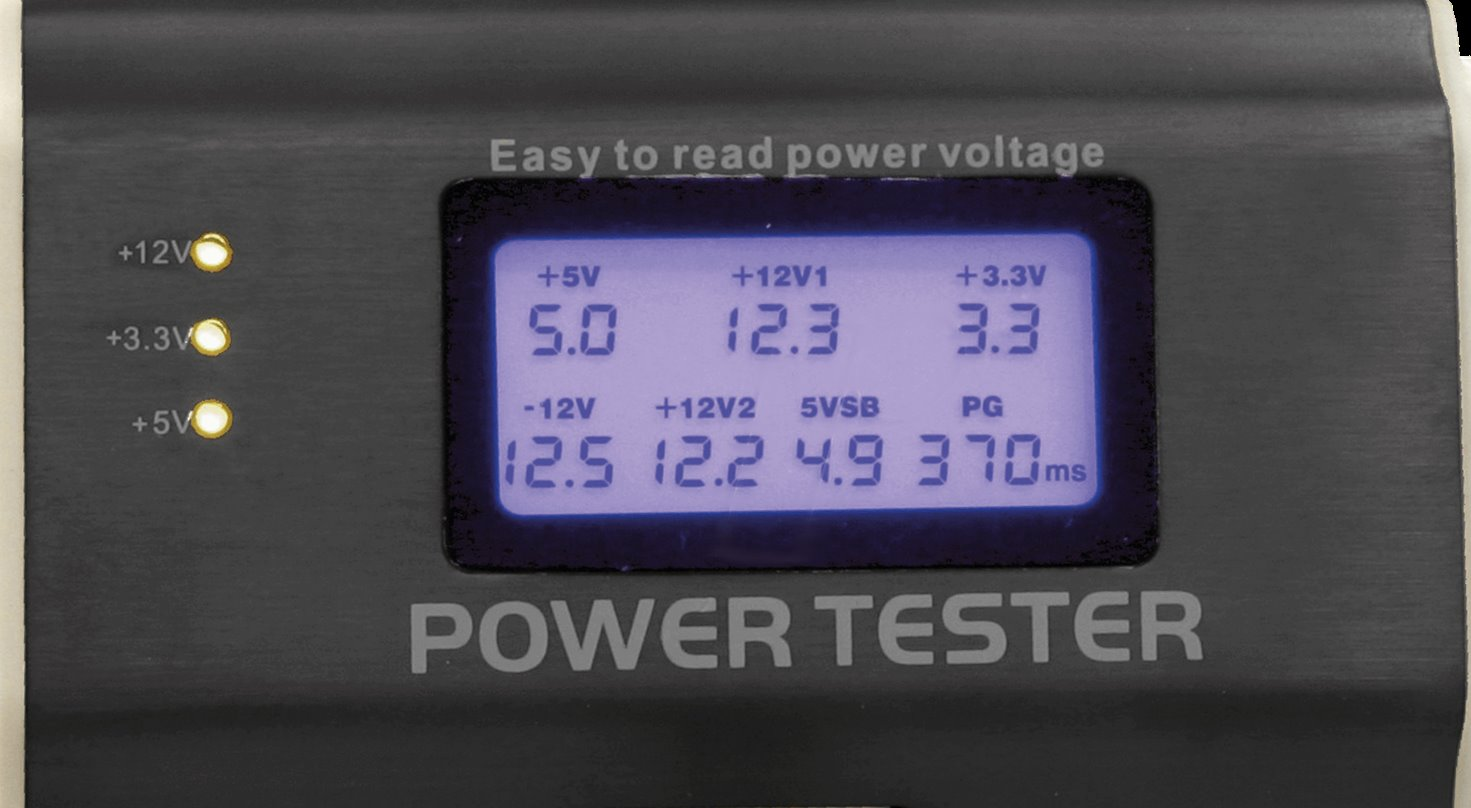 Easy to read power voltage
+12V
+3.3V
+5V
+5V +12V1 +3.3V
5.0 12.3 3.3
-12V +12V2 5VSB PG
12.5 12.2 4.9 370ms
POWER TESTER